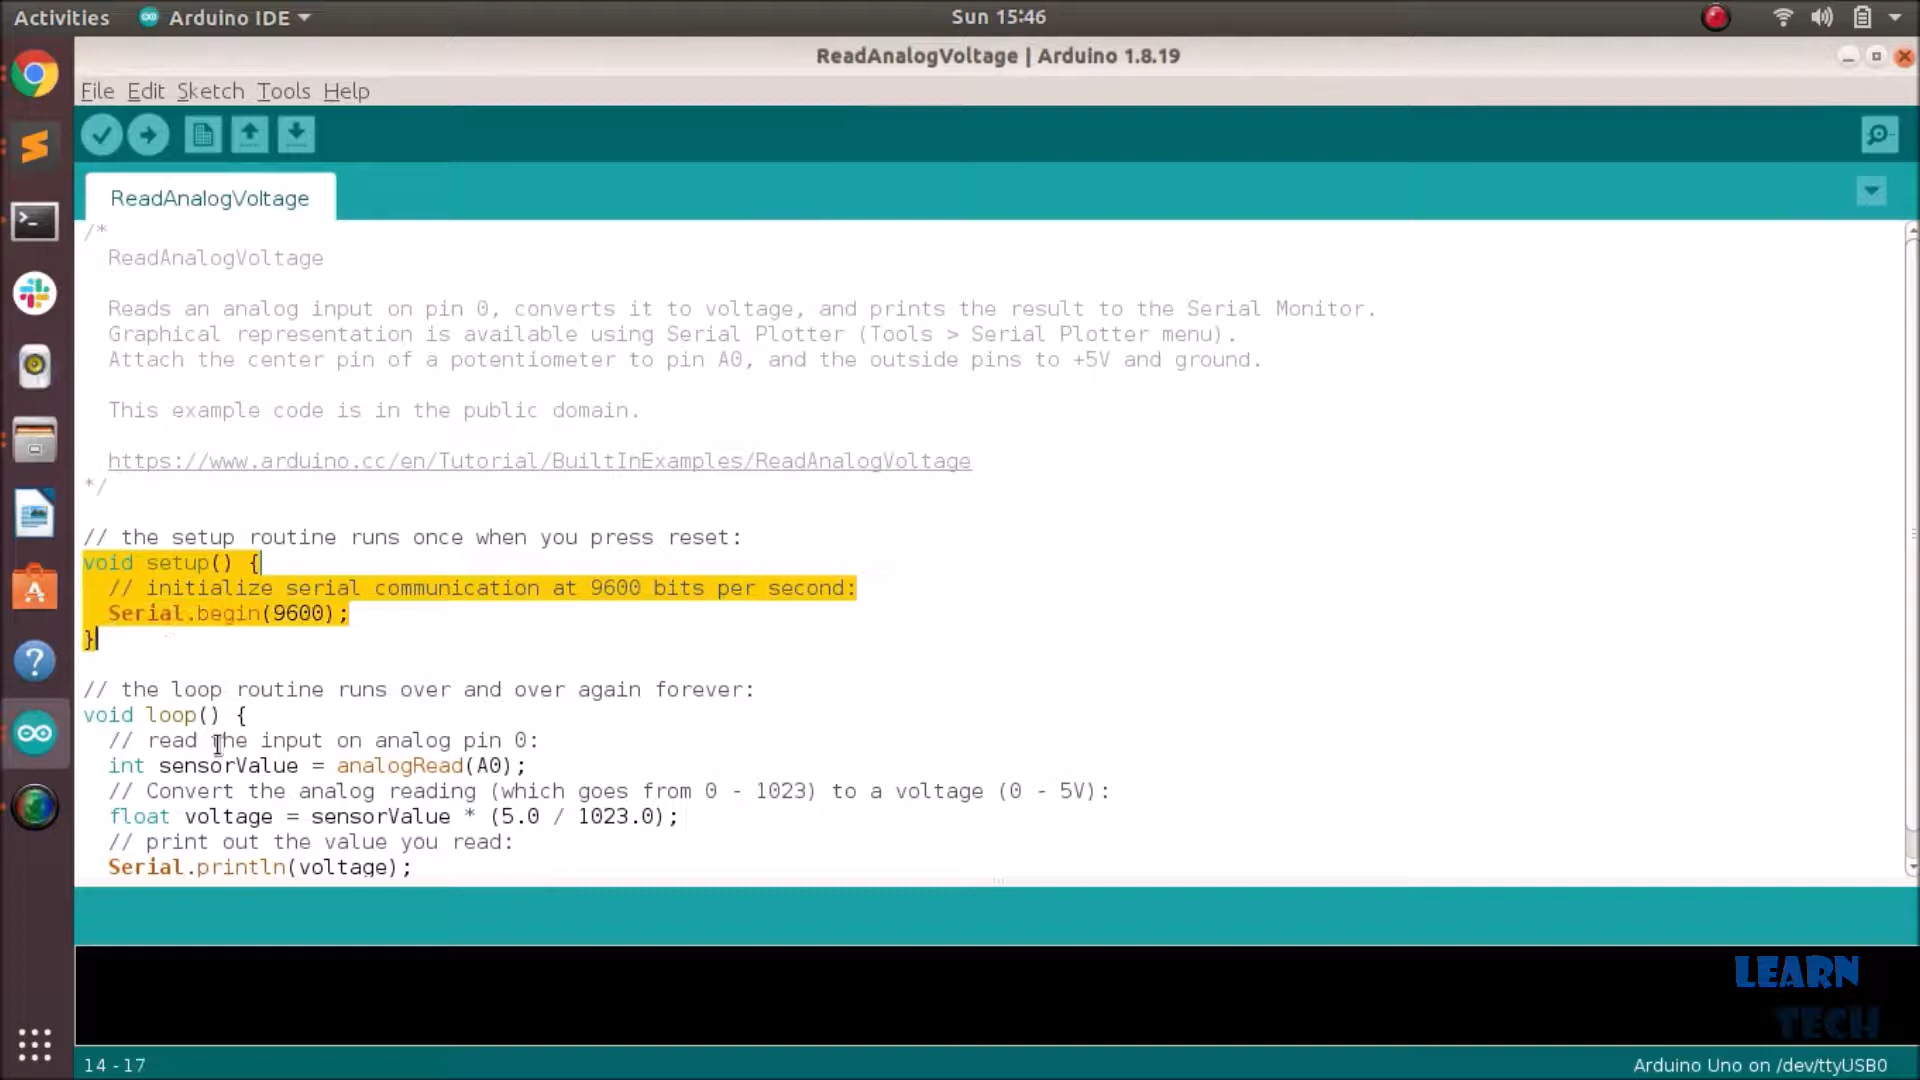 Activities Arduino IDE Sun 15:46
ReadAnalogVoltage | Arduino 1.8.19
File Edit Sketch Tools Help
ReadAnalogVoltage
/*
ReadAnalogVoltage
Reads an analog input on pin 0, converts it to voltage, and prints the result to the Serial Monitor.
Graphical representation is available using Serial Plotter (Tools > Serial Plotter menu).
Attach the center pin of a potentiometer to pin A0, and the outside pins to +5V and ground.
This example code is in the public domain.
https://www.arduino.cc/en/Tutorial/BuiltInExamples/ReadAnalogVoltage
*/
// the setup routine runs once when you press reset:
void setup() {
// initialize serial communication at 9600 bits per second:
Serial.begin(9600);
}
// the loop routine runs over and over again forever:
void loop() {
// read the input on analog pin 0:
int sensorValue = analogRead(A0);
// Convert the analog reading (which goes from 0 - 1023) to a voltage (0 - 5V):
float voltage = sensorValue * (5.0 / 1023.0);
// print out the value you read:
Serial.println(voltage);
LEARN
TECH
14 - 17 Arduino Uno on /dev/ttyUSB0